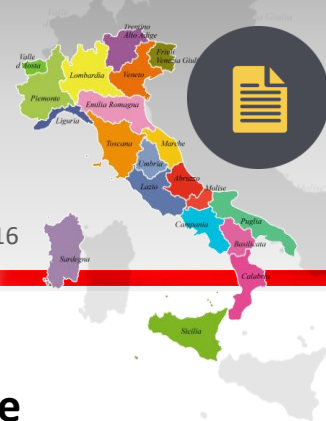 Trentino
Alto Adige
Friuli
Venezia Giuli
Valle
d'Aosta
Lombardia
Veneto
Piemonte
Emilia Romagna
Liguria
Toscana
Marche
Umbria
Abruzzo
Lazio
Molise
Puglia
Campania
16
Basilicata
Sardegna
Calabria
Sicilia
e